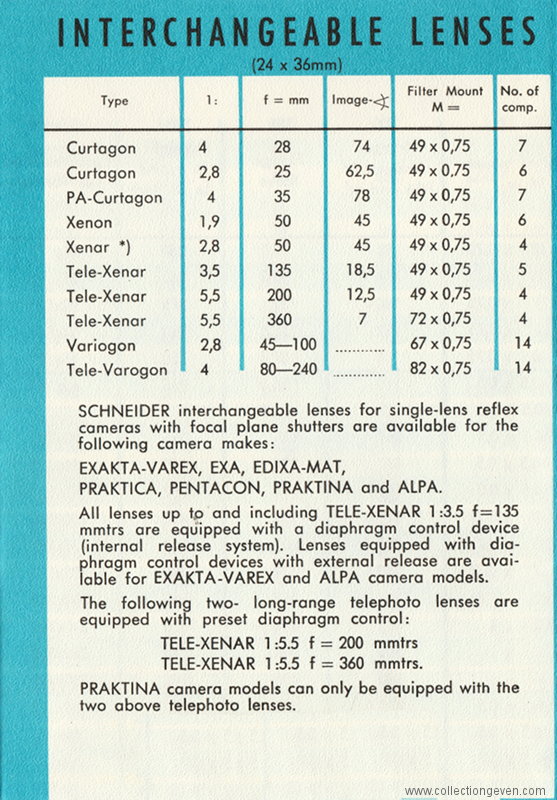 INTERCHANGEABLE LENSES
(24 x 36mm)
Type 1: f = mm Image- Filter Mount M = No. of comp.
Curtagon 4 28 74 49 x 0,75 7
Curtagon 2,8 25 62,5 49 x 0,75 6
PA-Curtagon 4 35 78 49 x 0,75 7
Xenon 1,9 50 45 49 x 0,75 6
Xenar *) 2,8 50 45 49 x 0,75 4
Tele-Xenar 3,5 135 18,5 49 x 0,75 5
Tele-Xenar 5,5 200 12,5 49 x 0,75 4
Tele-Xenar 5,5 360 7 72 x 0,75 4
Variogon 2,8 45—100 ............ 67 x 0,75 14
Tele-Varogon 4 80—240 ............ 82 x 0,75 14
SCHNEIDER interchangeable lenses for single-lens reflex
cameras with focal plane shutters are available for the
following camera makes:
EXAKTA-VAREX, EXA, EDIXA-MAT,
PRAKTICA, PENTACON, PRAKTINA and ALPA.
All lenses up to and including TELE-XENAR 1:3.5 f=135
mmtrs are equipped with a diaphragm control device
(internal release system). Lenses equipped with dia-
phragm control devices with external release are avai-
lable for EXAKTA-VAREX and ALPA camera models.
The following two- long-range telephoto lenses are
equipped with preset diaphragm control:
TELE-XENAR 1:5.5 f = 200 mmtrs
TELE-XENAR 1:5.5 f = 360 mmtrs.
PRAKTINA camera models can only be equipped with the
two above telephoto lenses.
www.collectiongeven.com